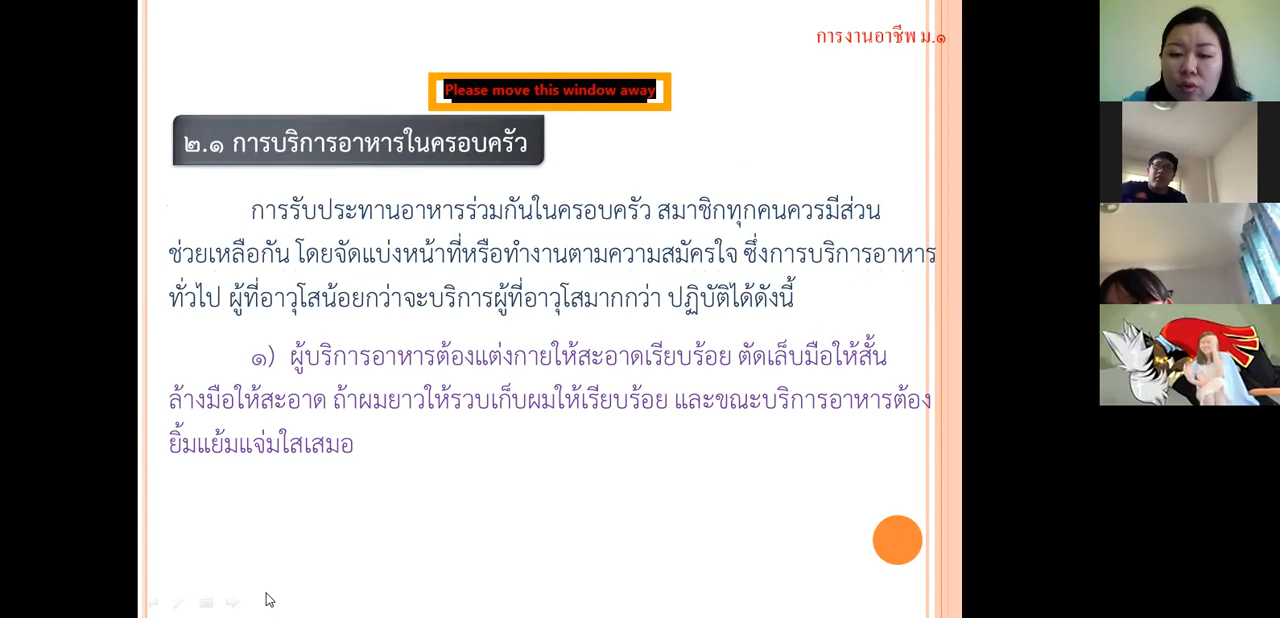 การงานอาชีพ ม.๑
Please move this window away
๒.๑ การบริการอาหารในครอบครัว
การรับประทานอาหารร่วมกันในครอบครัว สมาชิกทุกคนควรมีส่วน
ช่วยเหลือกัน โดยจัดแบ่งหน้าที่หรือทำงานตามความสมัครใจ ซึ่งการบริการอาหาร
ทั่วไป ผู้ที่อาวุโสน้อยกว่าจะบริการผู้ที่อาวุโสมากกว่า ปฏิบัติได้ดังนี้
๑) ผู้บริการอาหารต้องแต่งกายให้สะอาดเรียบร้อย ตัดเล็บมือให้สั้น
ล้างมือให้สะอาด ถ้าผมยาวให้รวบเก็บผมให้เรียบร้อย และขณะบริการอาหารต้อง
ยิ้มแย้มแจ่มใสเสมอ